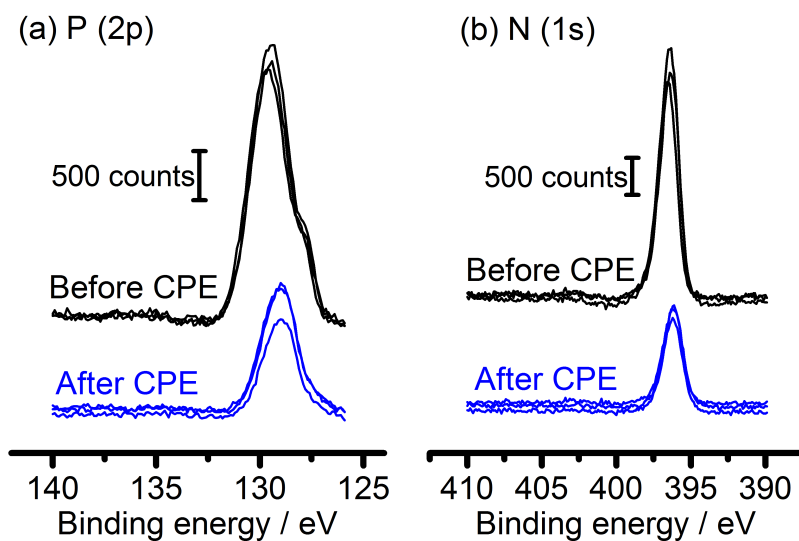 (a) P (2p)
500 counts
Before CPE
After CPE
140 135 130 125
Binding energy / eV
(b) N (1s)
500 counts
Before CPE
After CPE
410 405 400 395 390
Binding energy / eV